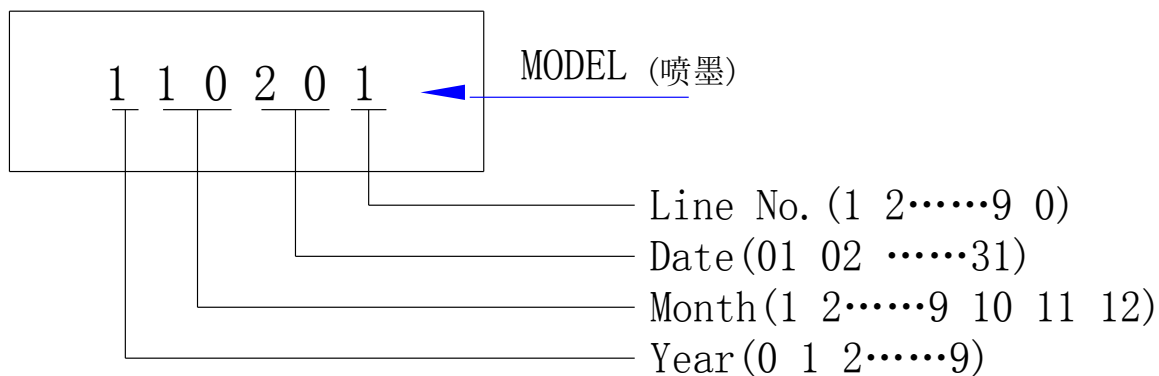 1 1 0 2 0 1
MODEL (喷墨)
Line No.(1 2……9 0)
Date(01 02 ……31)
Month(1 2……9 10 11 12)
Year(0 1 2……9)